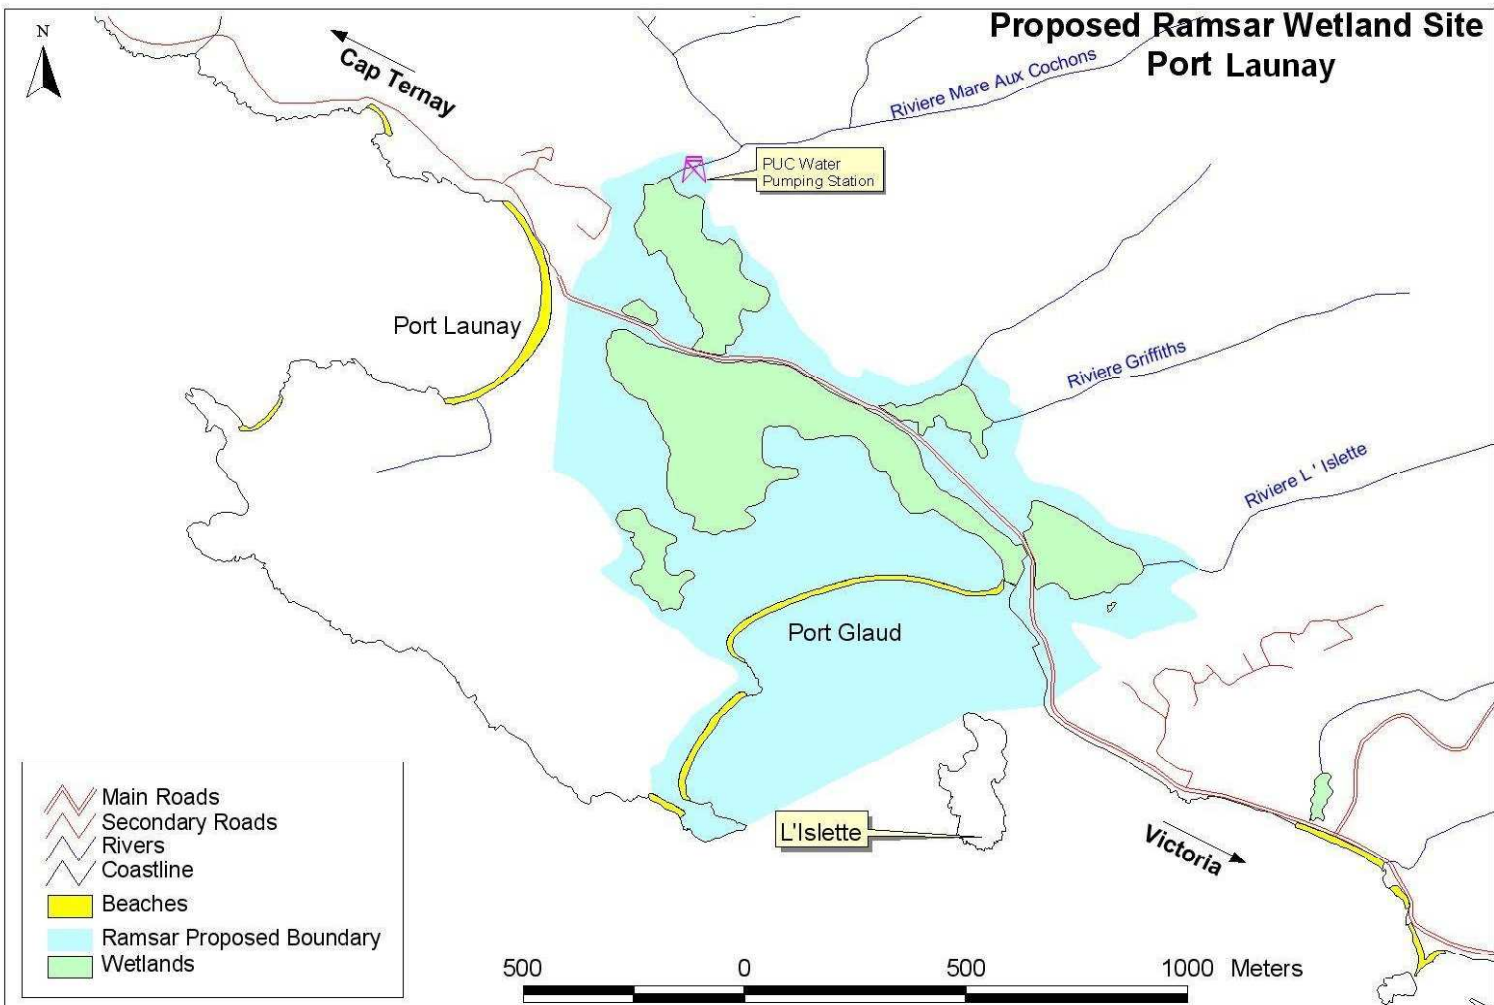 Proposed Ramsar Wetland Site
Port Launay
N
Cap Ternay
Riviere Mare Aux Cochons
PUC Water
Pumping Station
Port Launay
Riviere Griffiths
Riviere L ' Islette
Port Glaud
L'Islette
Victoria
Main Roads
Secondary Roads
Rivers
Coastline
Beaches
Ramsar Proposed Boundary
Wetlands
500 0 500 1000 Meters